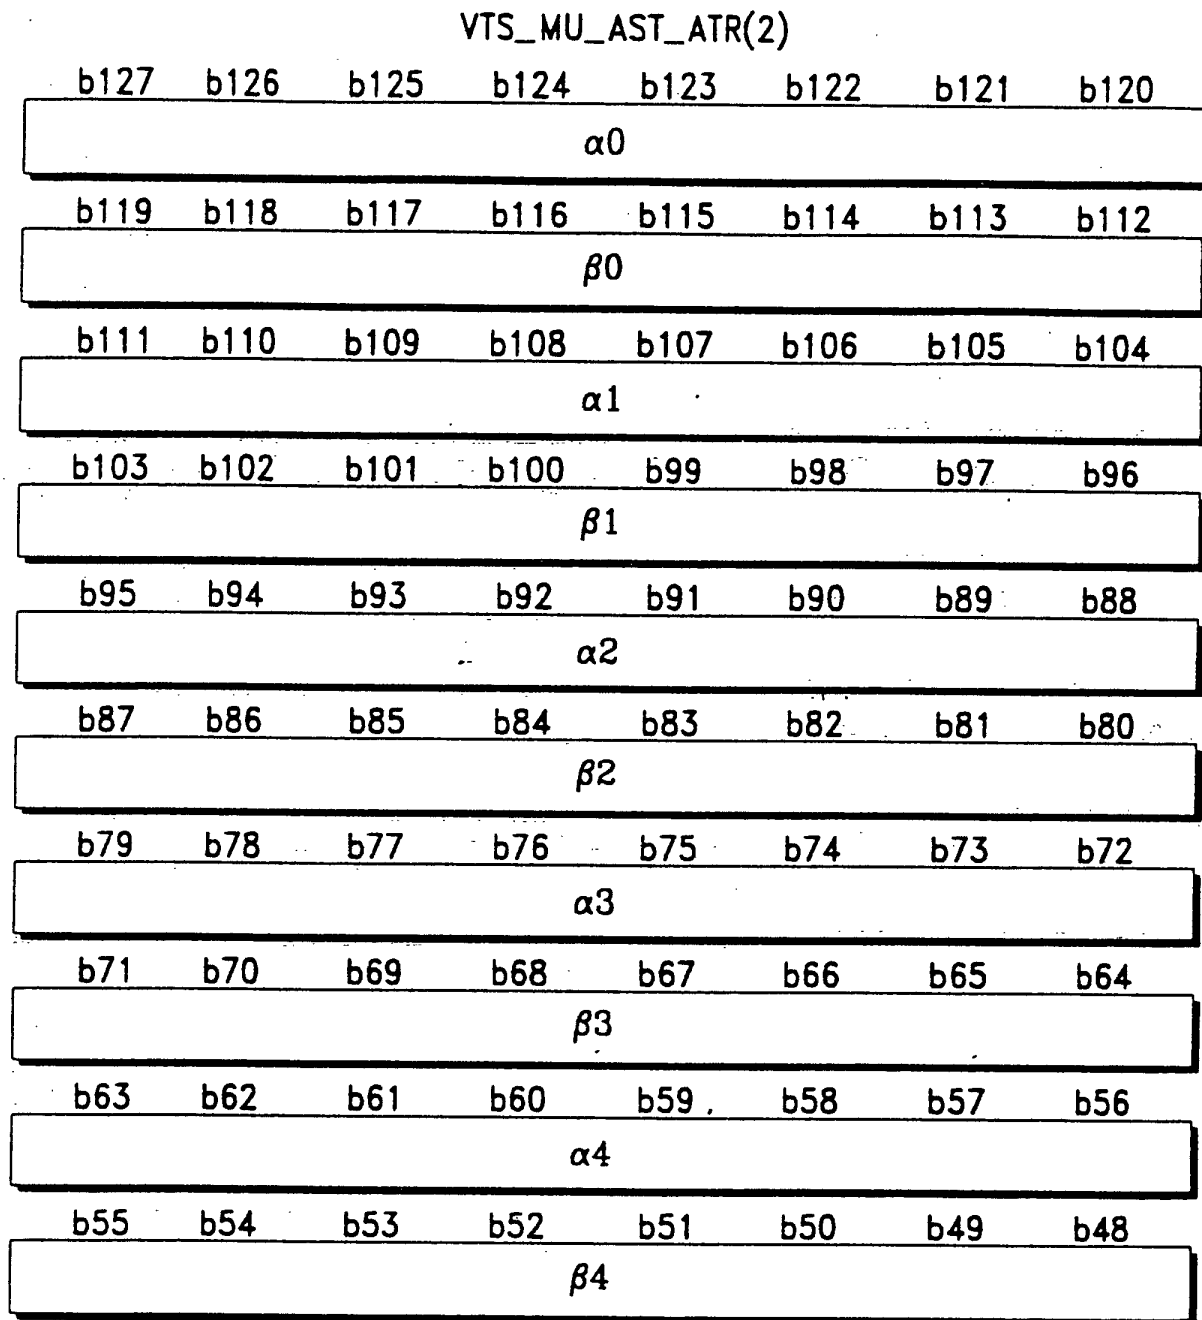 VTS_MU_AST_ATR(2)
b127 b126 b125 b124 b123 b122 b121 b120
α0
b119 b118 b117 b116 b115 b114 b113 b112
β0
b111 b110 b109 b108 b107 b106 b105 b104
α1
b103 b102 b101 b100 b99 b98 b97 b96
β1
b95 b94 b93 b92 b91 b90 b89 b88
α2
b87 b86 b85 b84 b83 b82 b81 b80
β2
b79 b78 b77 b76 b75 b74 b73 b72
α3
b71 b70 b69 b68 b67 b66 b65 b64
β3
b63 b62 b61 b60 b59 b58 b57 b56
α4
b55 b54 b53 b52 b51 b50 b49 b48
β4